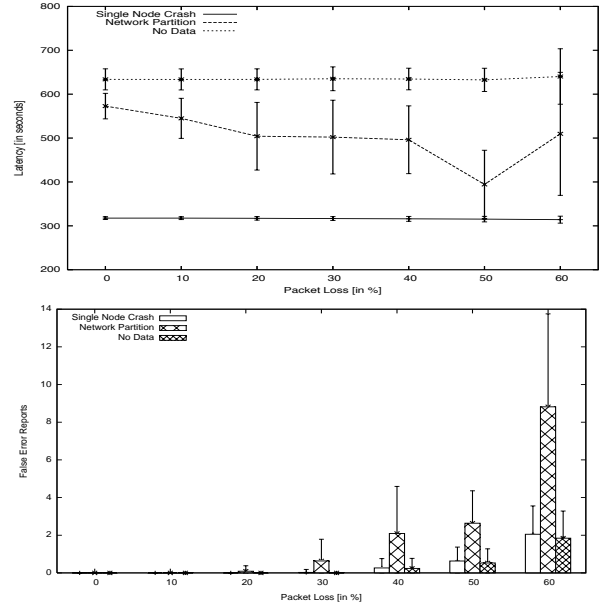 Single Node Crash
Network Partition
No Data
800
700
600
500
400
300
200
Latency [in seconds]
0 10 20 30 40 50 60
Packet Loss [in %]
Single Node Crash
Network Partition
No Data
14
12
10
8
6
4
2
0
False Error Reports
0 10 20 30 40 50 60
Packet Loss [in %]